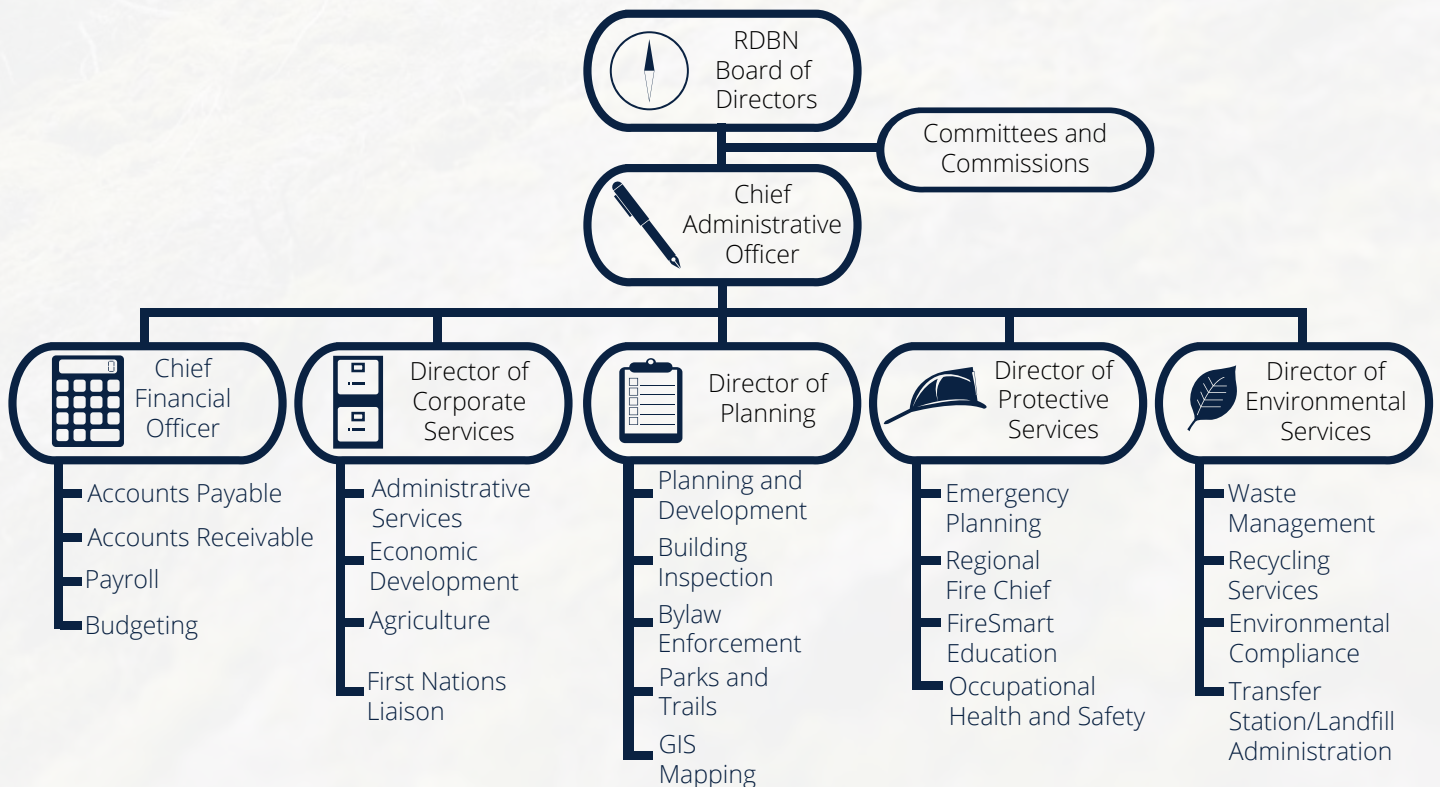 RDBN
Board of
Directors
Committees and
Commissions
Chief
Administrative
Officer
0
Chief
Financial
Officer
Accounts Payable
Accounts Receivable
Payroll
Budgeting
Director of
Corporate
Services
Administrative
Services
Economic
Development
Agriculture
First Nations
Liaison
Director of
Planning
Planning and
Development
Building
Inspection
Bylaw
Enforcement
Parks and
Trails
GIS
Mapping
Director of
Protective
Services
Emergency
Planning
Regional
Fire Chief
FireSmart
Education
Occupational
Health and Safety
Director of
Environmental
Services
Waste
Management
Recycling
Services
Environmental
Compliance
Transfer
Station/Landfill
Administration